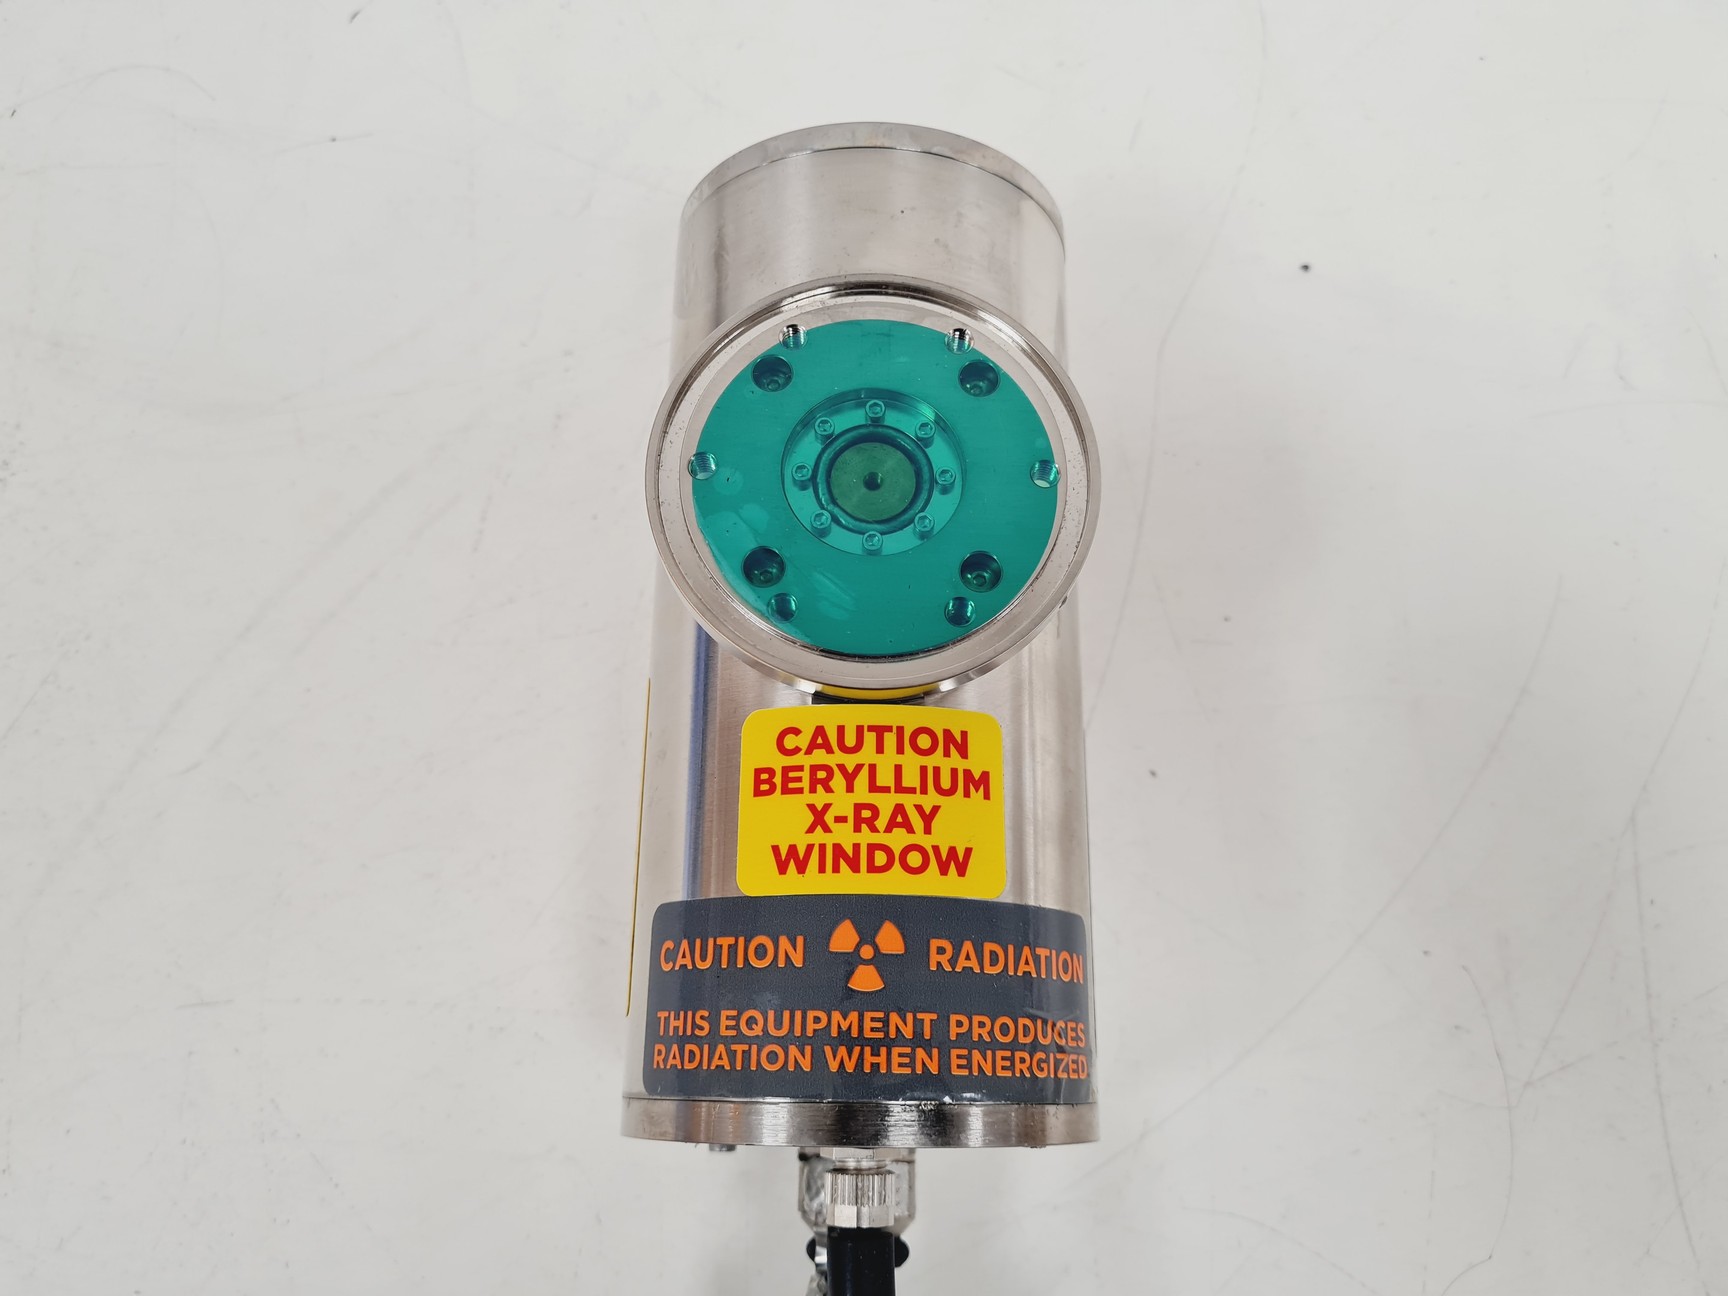 CAUTION
BERYLLIUM
X-RAY
WINDOW
CAUTION RADIATION
THIS EQUIPMENT PRODUCES
RADIATION WHEN ENERGIZED